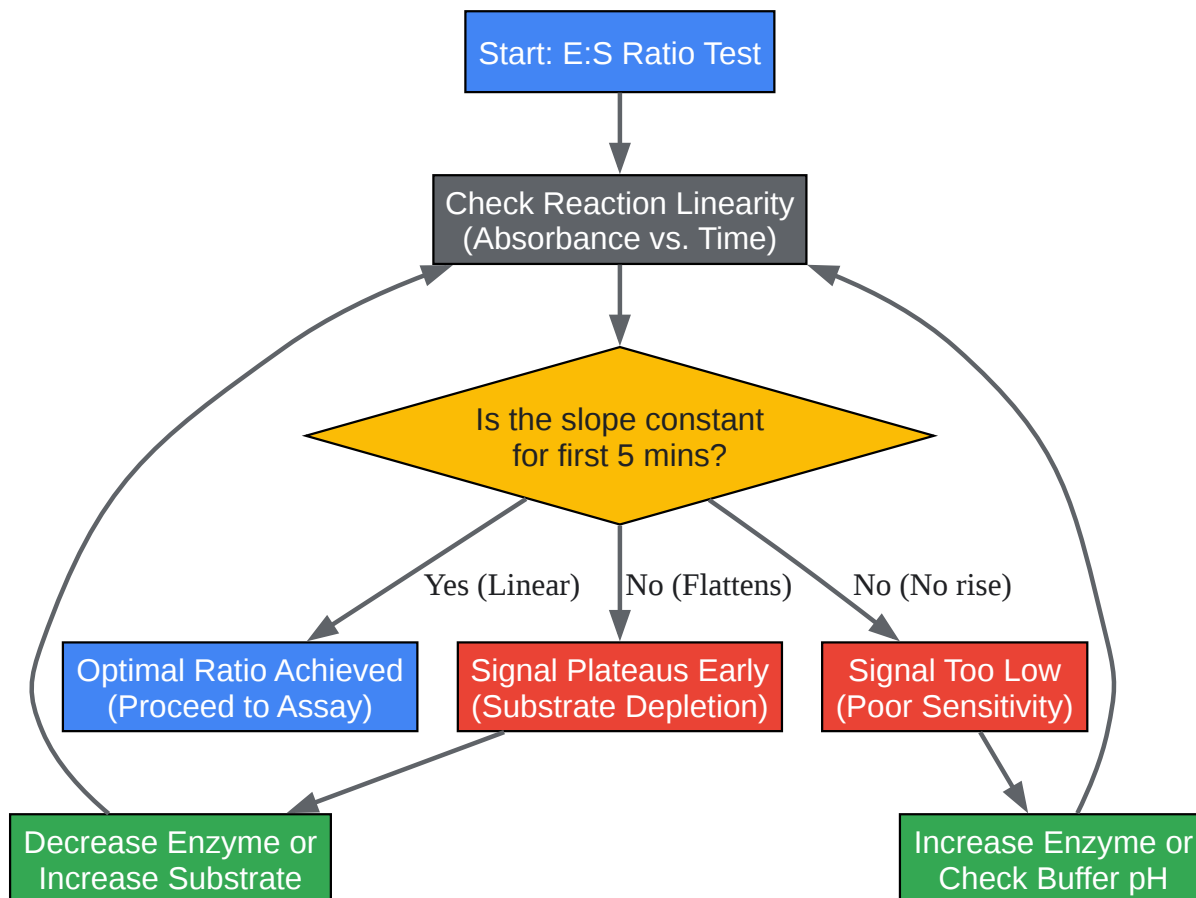 Start: E:S Ratio Test
Check Reaction Linearity
(Absorbance vs. Time)
Is the slope constant
for first 5 mins?
Yes (Linear)
No (Flattens)
No (No rise)
Optimal Ratio Achieved
(Proceed to Assay)
Signal Plateaus Early
(Substrate Depletion)
Signal Too Low
(Poor Sensitivity)
Decrease Enzyme or
Increase Substrate
Increase Enzyme or
Check Buffer pH